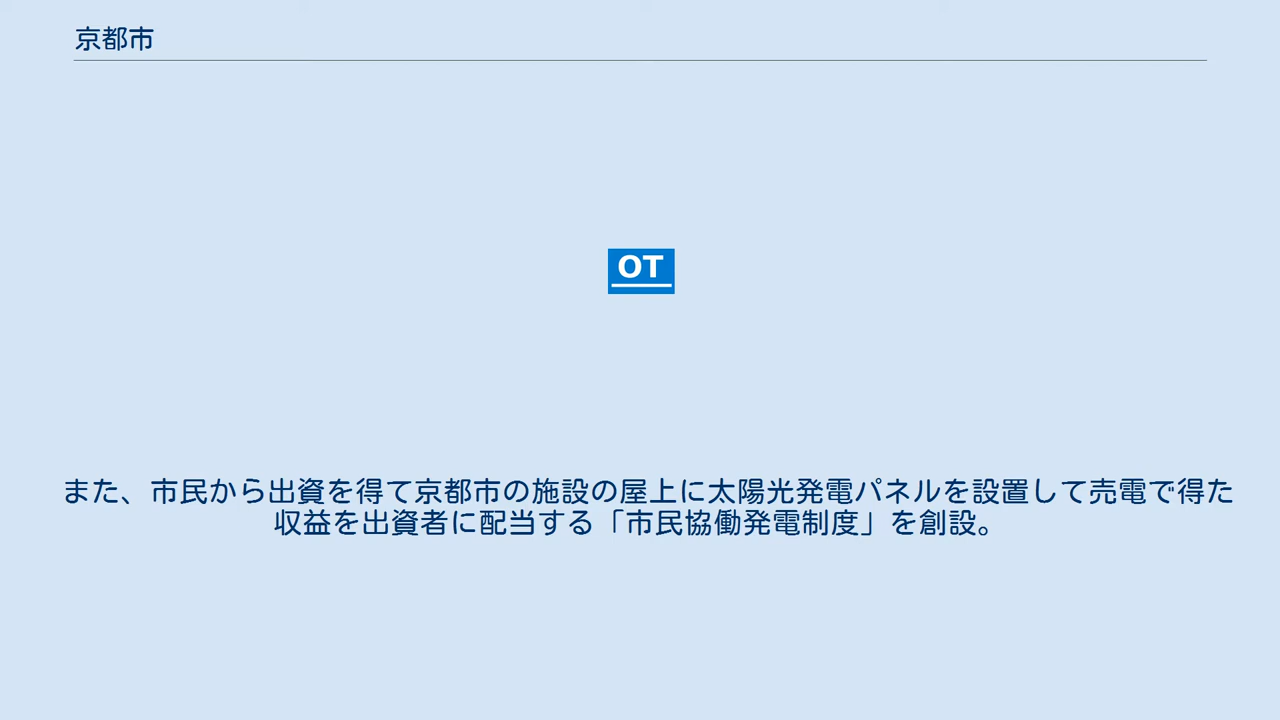 京都市
OT
また、市民から出資を得て京都市の施設の屋上に太陽光発電パネルを設置して売電で得た
収益を出資者に配当する「市民協働発電制度」を創設。